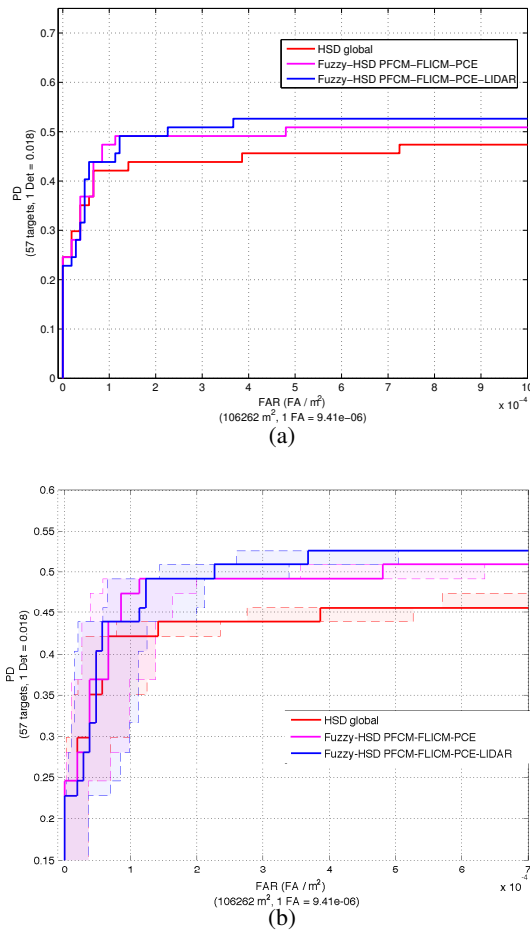 0.7
0.6
0.5
0.4
0.3
0.2
0.1
0
PD
(57 targets, 1 Det = 0.018)
HSD global
Fuzzy−HSD PFCM−FLICM−PCE
Fuzzy−HSD PFCM−FLICM−PCE−LIDAR
0 1 2 3 4 5 6 7 8 9 10
x 10⁻⁴
FAR (FA / m²)
(106262 m², 1 FA = 9.41e−06)
(a)
0.6
0.55
0.5
0.45
0.4
0.35
0.3
0.25
0.2
0.15
PD
(57 targets, 1 Det = 0.018)
HSD global
Fuzzy-HSD PFCM-FLICM-PCE
Fuzzy-HSD PFCM-FLICM-PCE-LIDAR
0 1 2 3 4 5 6 7
x 10⁻⁴
FAR (FA / m²)
(106262 m², 1 FA = 9.41e-06)
(b)